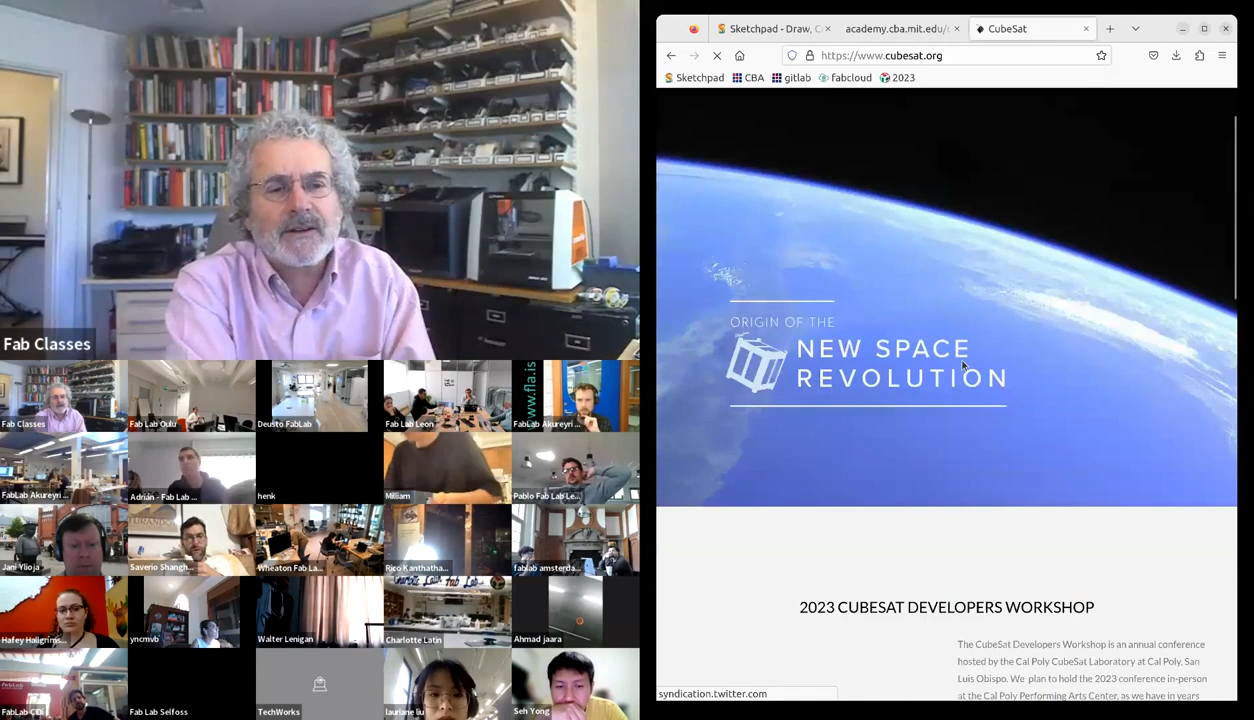 Fab Classes
www.fla.is
Fab Classes
Fab Lab Oulu
Deusto FabLab
Fab Lab Leon
FabLab Akureyri ...
FabLab Akureyri ...
Adrián - Fab Lab ...
henk
Milliam
Pablo Fab Lab Le...
Jani Ylioja
Saverio Shangh...
Wheaton Fab La...
Rico Kanthatha...
fablab amsterda...
Hafey Hallgríms...
yncmvb
Walter Lenigan
Charlotte Latin
Ahmad jaara
Fab Lab Selfoss
TechWorks
lauriane liu
Seh Yong
Sketchpad - Draw, C
academy.cba.mit.edu/
CubeSat
https://www.cubesat.org
Sketchpad CBA gitlab fabcloud 2023
ORIGIN OF THE
NEW SPACE
REVOLUTION
2023 CUBESAT DEVELOPERS WORKSHOP
The CubeSat Developers Workshop is an annual conference
hosted by the Cal Poly CubeSat Laboratory at Cal Poly, San
Luis Obispo. We plan to hold the 2023 conference in-person
at the Cal Poly Performing Arts Center, as we have in years
syndication.twitter.com